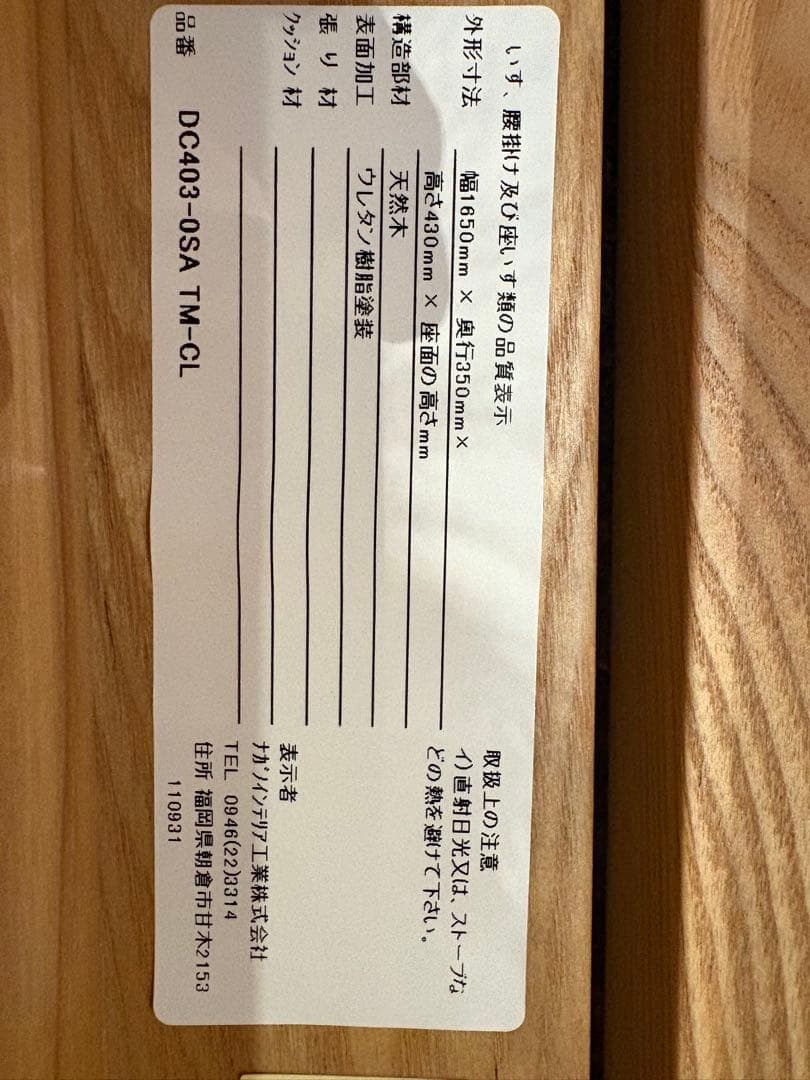 いす、腰掛け及び座いす類の品質表示
外形寸法 幅1650mm × 奥行350mm ×
高さ430mm × 座面の高さmm
構造部材 天然木
表面加工 ウレタン樹脂塗装
張り材
クッション材
品番 DC403-0SA TM-CL
取扱上の注意
イ)直射日光又は、ストーブな
どの熱を避けて下さい。
表示者
ナガノインテリア工業株式会社
TEL 0946(22)3314
住所 福岡県朝倉市甘木2153
110931